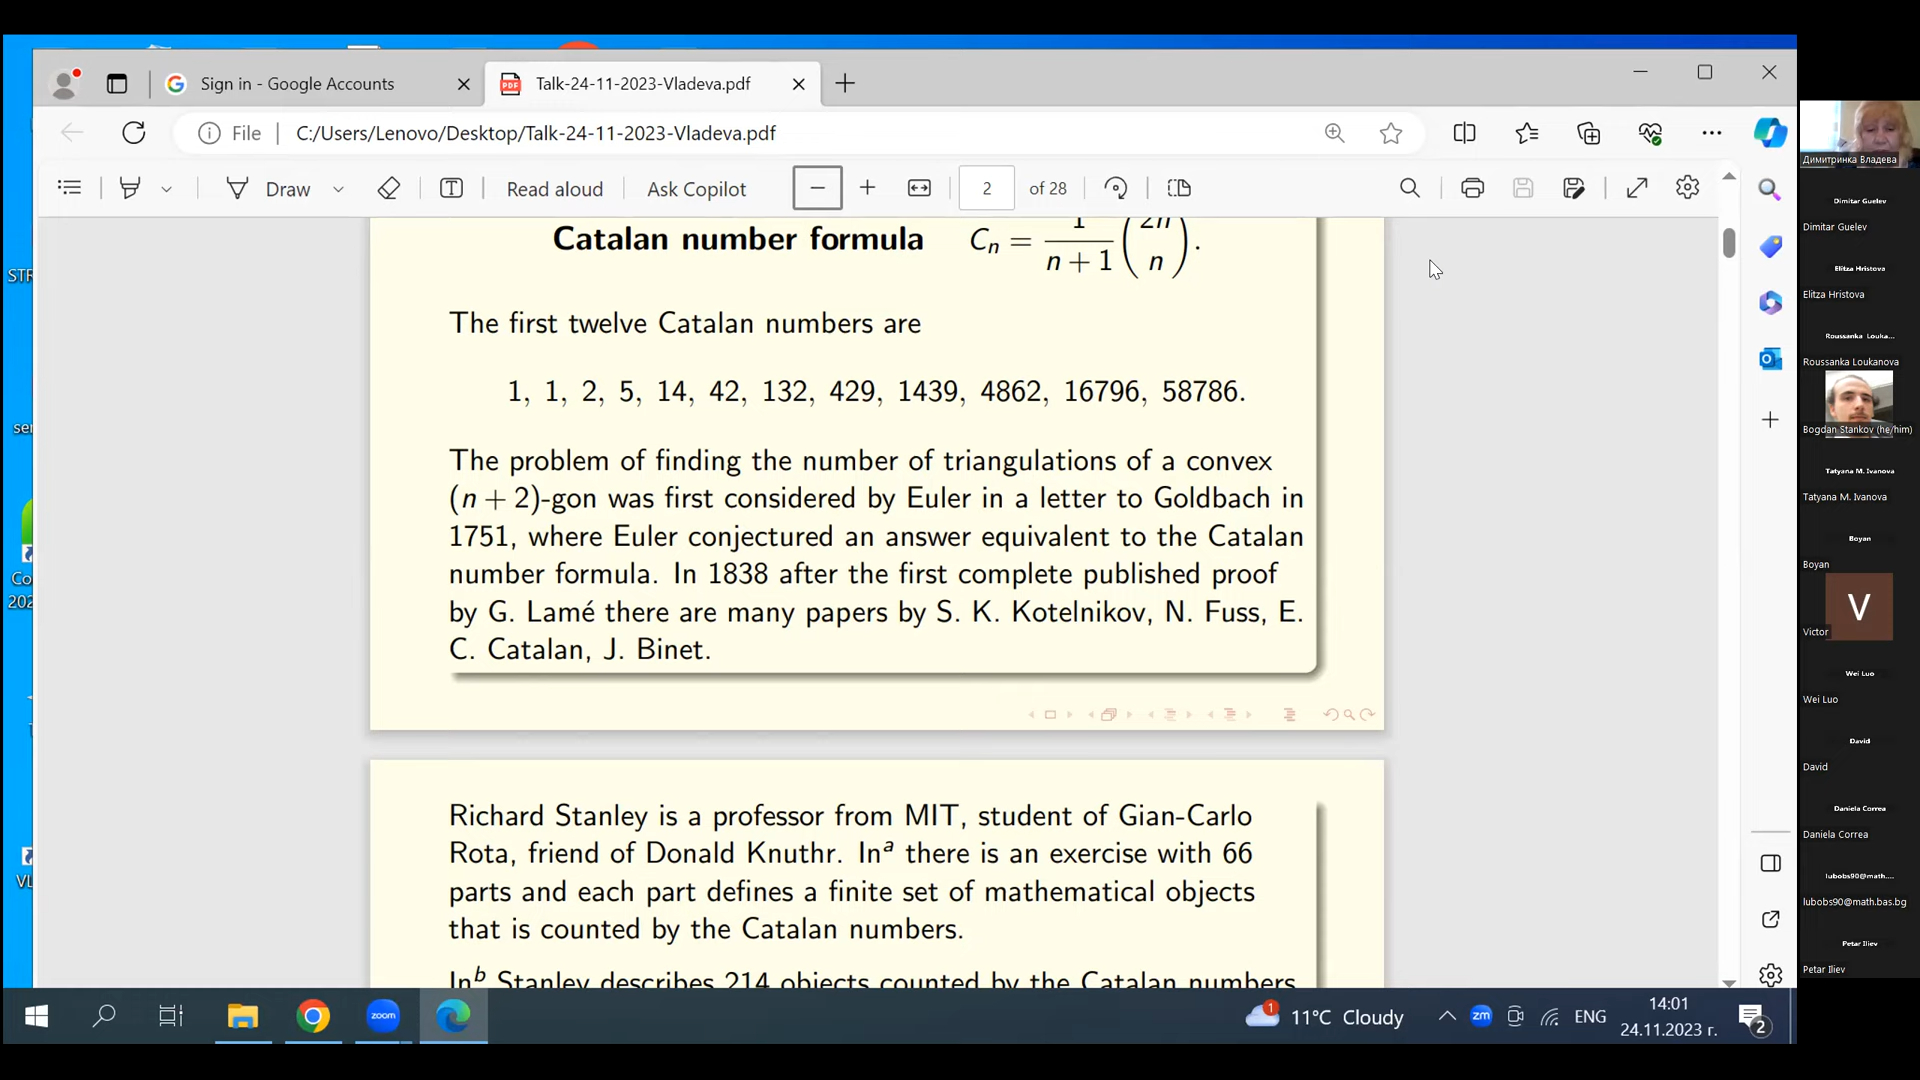 Sign in - Google Accounts
Talk-24-11-2023-Vladeva.pdf
File
C:/Users/Lenovo/Desktop/Talk-24-11-2023-Vladeva.pdf
Draw
Read aloud
Ask Copilot
2
of 28
Catalan number formula C_n = 1/(n + 1) (2n n).
The first twelve Catalan numbers are
1, 1, 2, 5, 14, 42, 132, 429, 1439, 4862, 16796, 58786.
The problem of finding the number of triangulations of a convex
(n + 2)-gon was first considered by Euler in a letter to Goldbach in
1751, where Euler conjectured an answer equivalent to the Catalan
number formula. In 1838 after the first complete published proof
by G. Lamé there are many papers by S. K. Kotelnikov, N. Fuss, E.
C. Catalan, J. Binet.
Richard Stanley is a professor from MIT, student of Gian-Carlo
Rota, friend of Donald Knuthr. In^a there is an exercise with 66
parts and each part defines a finite set of mathematical objects
that is counted by the Catalan numbers.
In^b Stanley describes 214 objects counted by the Catalan numbers
Димитринка Владева
Dimitar Guelev
Dimitar Guelev
Elitza Hristova
Elitza Hristova
Roussanka Louka...
Roussanka Loukanova
Bogdan Stankov (he/him)
Tatyana M. Ivanova
Tatyana M. Ivanova
Boyan
Boyan
V
Victor
Wei Luo
Wei Luo
David
David
Daniela Correa
Daniela Correa
lubobs90@math....
lubobs90@math.bas.bg
Petar Iliev
Petar Iliev
STR
ser
Co
202
VL
zoom
1
11°C Cloudy
zm
ENG
14:01
24.11.2023 г.
2